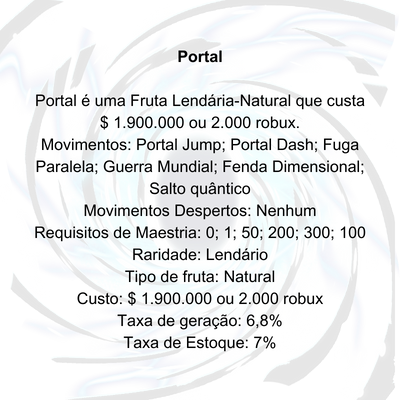 Portal
Portal é uma Fruta Lendária-Natural que custa
$ 1.900.000 ou 2.000 robux.
Movimentos: Portal Jump; Portal Dash; Fuga
Paralela; Guerra Mundial; Fenda Dimensional;
Salto quântico
Movimentos Despertos: Nenhum
Requisitos de Maestria: 0; 1; 50; 200; 300; 100
Raridade: Lendário
Tipo de fruta: Natural
Custo: $ 1.900.000 ou 2.000 robux
Taxa de geração: 6,8%
Taxa de Estoque: 7%